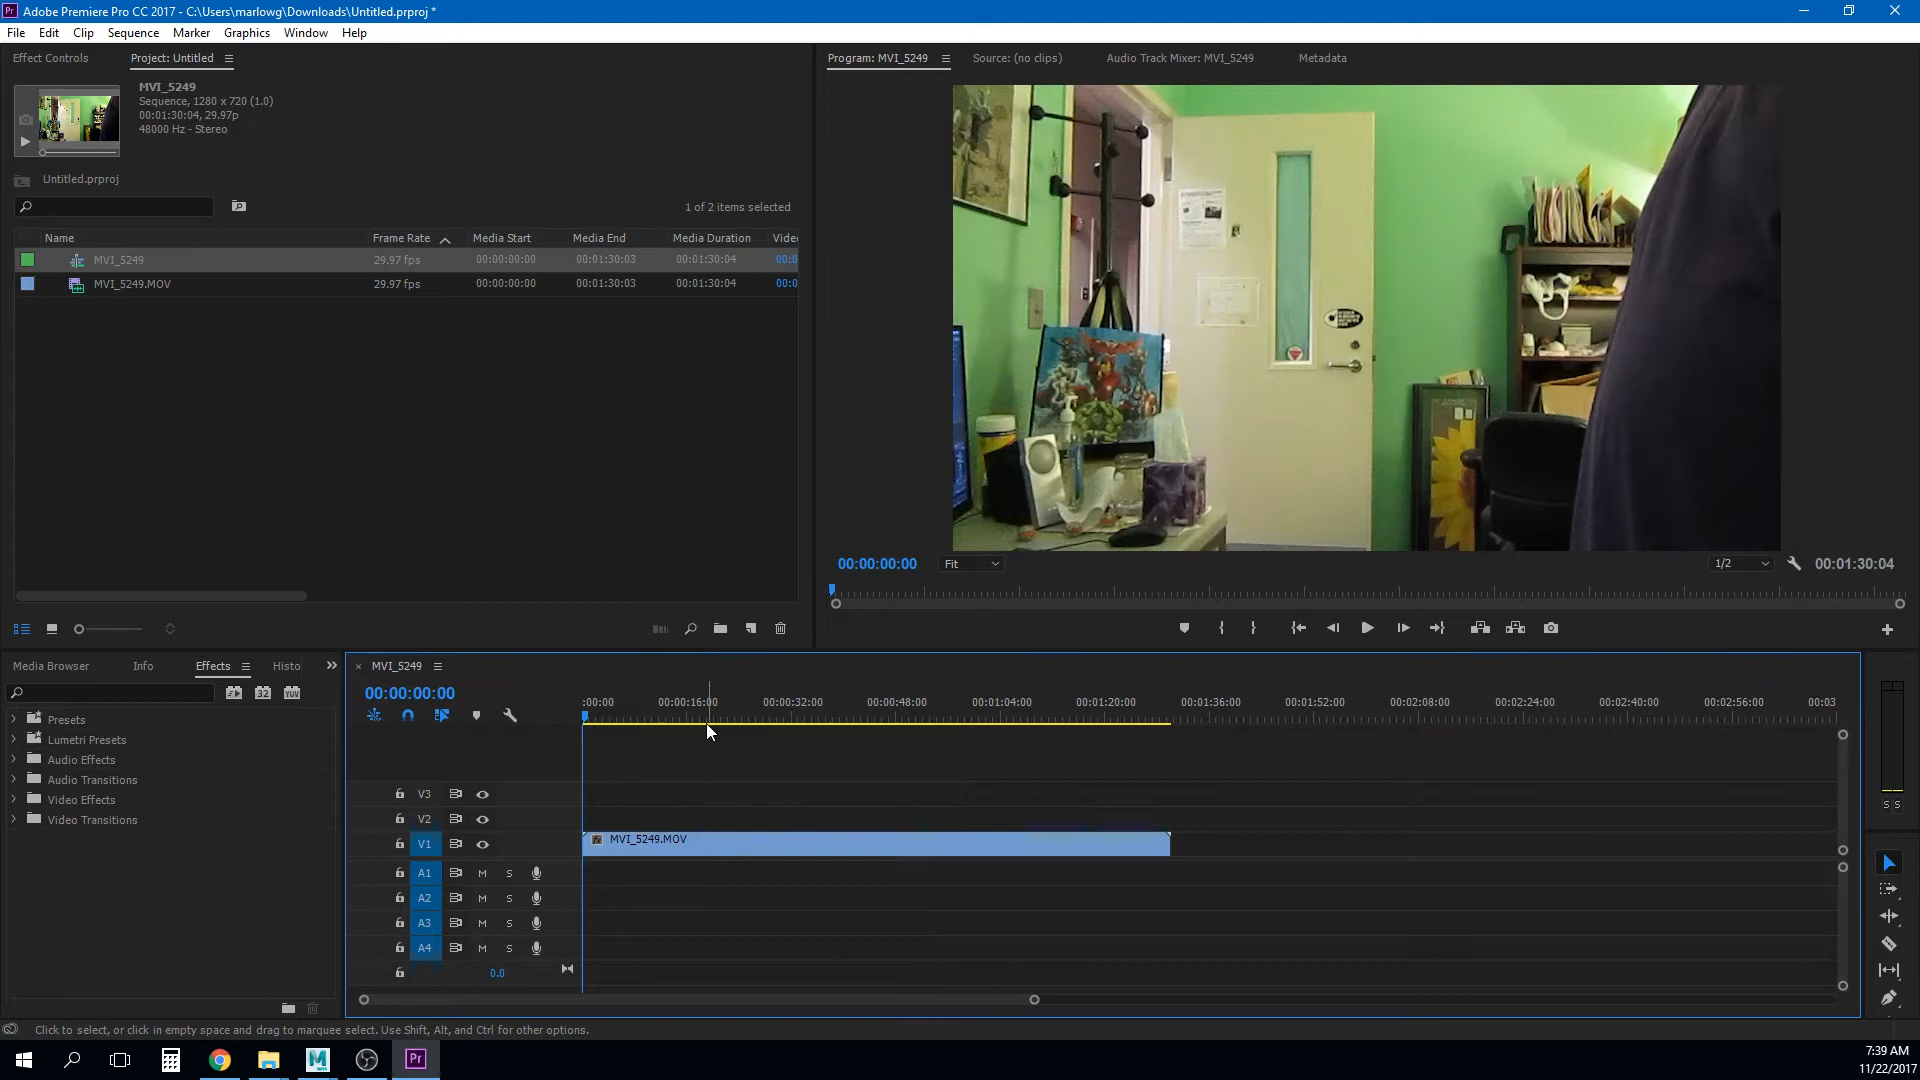 Pr Adobe Premiere Pro CC 2017 - C:\Users\marlowg\Downloads\Untitled.prproj *
File Edit Clip Sequence Marker Graphics Window Help
Effect Controls Project: Untitled
MVI_5249
Sequence, 1280 x 720 (1.0)
00:01:30:04, 29.97p
48000 Hz - Stereo
Untitled.prproj
1 of 2 items selected
Name Frame Rate Media Start Media End Media Duration Video
MVI_5249 29.97 fps 00:00:00:00 00:01:30:03 00:01:30:04 00:0
MVI_5249.MOV 29.97 fps 00:00:00:00 00:01:30:03 00:01:30:04 00:0
Program: MVI_5249 Source: (no clips) Audio Track Mixer: MVI_5249 Metadata
00:00:00:00 Fit 1/2 00:01:30:04
Media Browser Info Effects Histo
32 YUV
Presets
Lumetri Presets
Audio Effects
Audio Transitions
Video Effects
Video Transitions
× MVI_5249
00:00:00:00
:00:00 00:00:16:00 00:00:32:00 00:00:48:00 00:01:04:00 00:01:20:00 00:01:36:00 00:01:52:00 00:02:08:00 00:02:24:00 00:02:40:00 00:02:56:00 00:03
V3
V2
V1 MVI_5249.MOV
A1 M S
A2 M S
A3 M S
A4 M S
0.0
S S
Click to select, or click in empty space and drag to marquee select. Use Shift, Alt, and Ctrl for other options.
M Pr
7:39 AM
11/22/2017